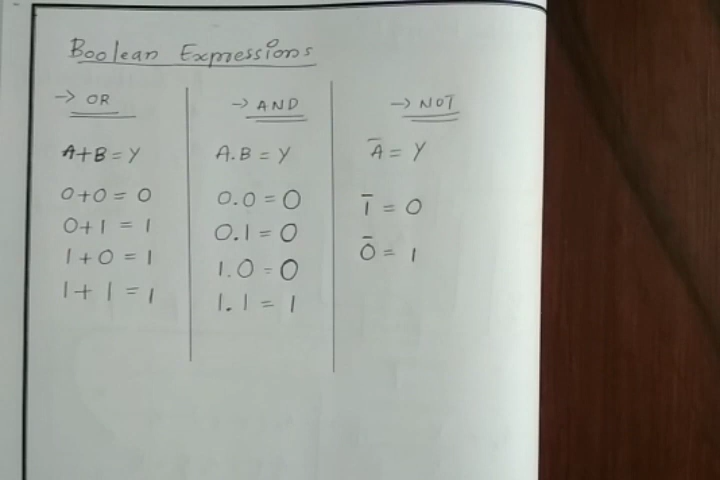 Boolean Expressions
→ OR
A+B=Y
0+0=0
0+1=1
1+0=1
1+1=1
→ AND
A.B=Y
0.0=0
0.1=0
1.0=0
1.1=1
→ NOT
A̅=Y
1̅=0
0̅=1